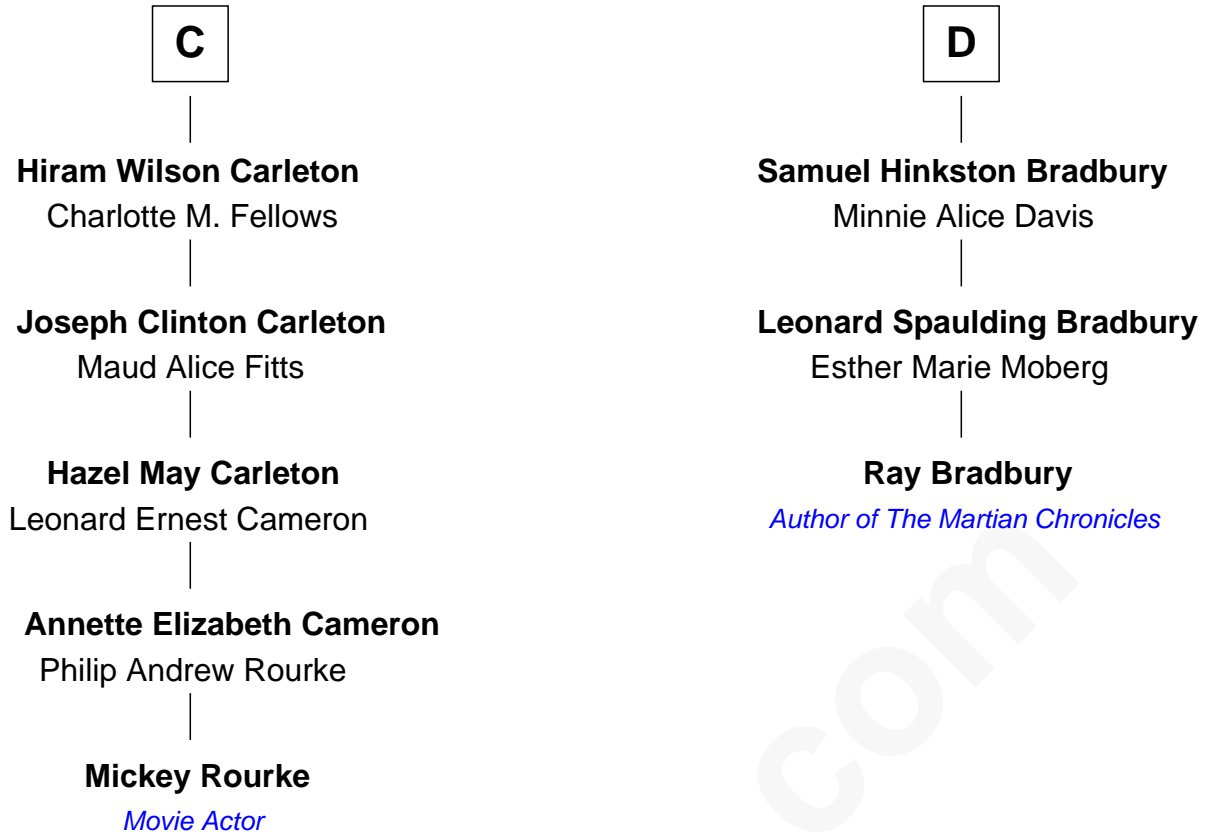 C
Hiram Wilson Carleton
Charlotte M. Fellows
Joseph Clinton Carleton
Maud Alice Fitts
Hazel May Carleton
Leonard Ernest Cameron
Annette Elizabeth Cameron
Philip Andrew Rourke
Mickey Rourke
Movie Actor
D
Samuel Hinkston Bradbury
Minnie Alice Davis
Leonard Spaulding Bradbury
Esther Marie Moberg
Ray Bradbury
Author of The Martian Chronicles
com